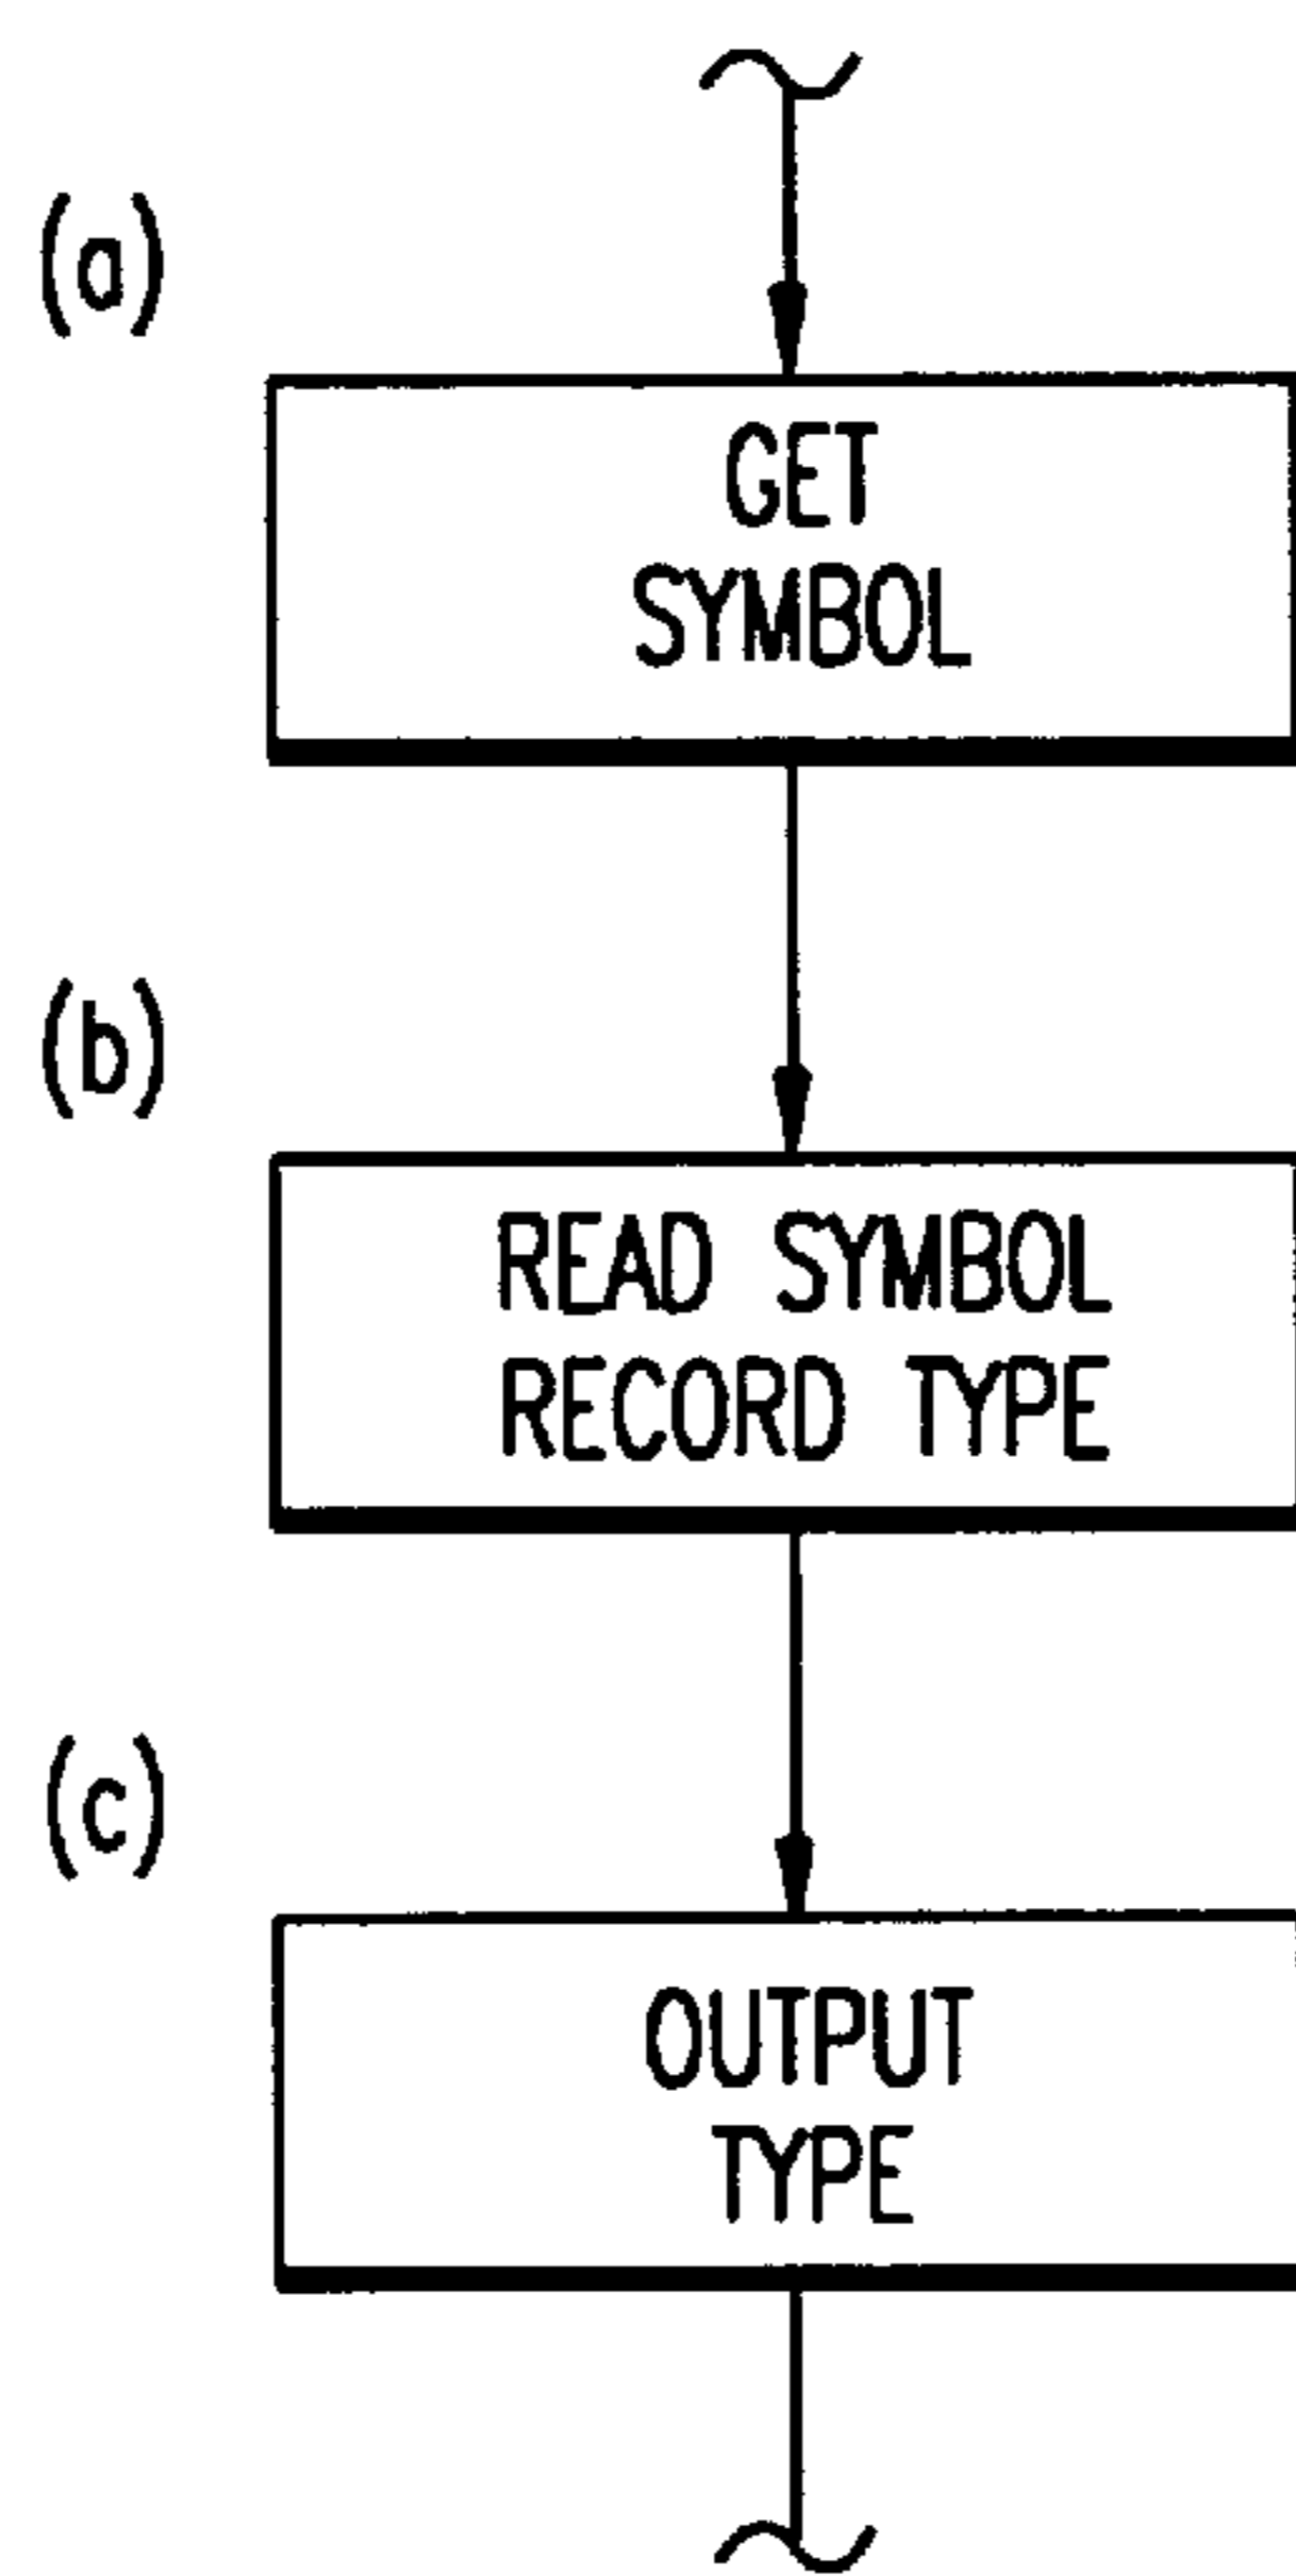 (a)
GET
SYMBOL
(b)
READ SYMBOL
RECORD TYPE
(c)
OUTPUT
TYPE